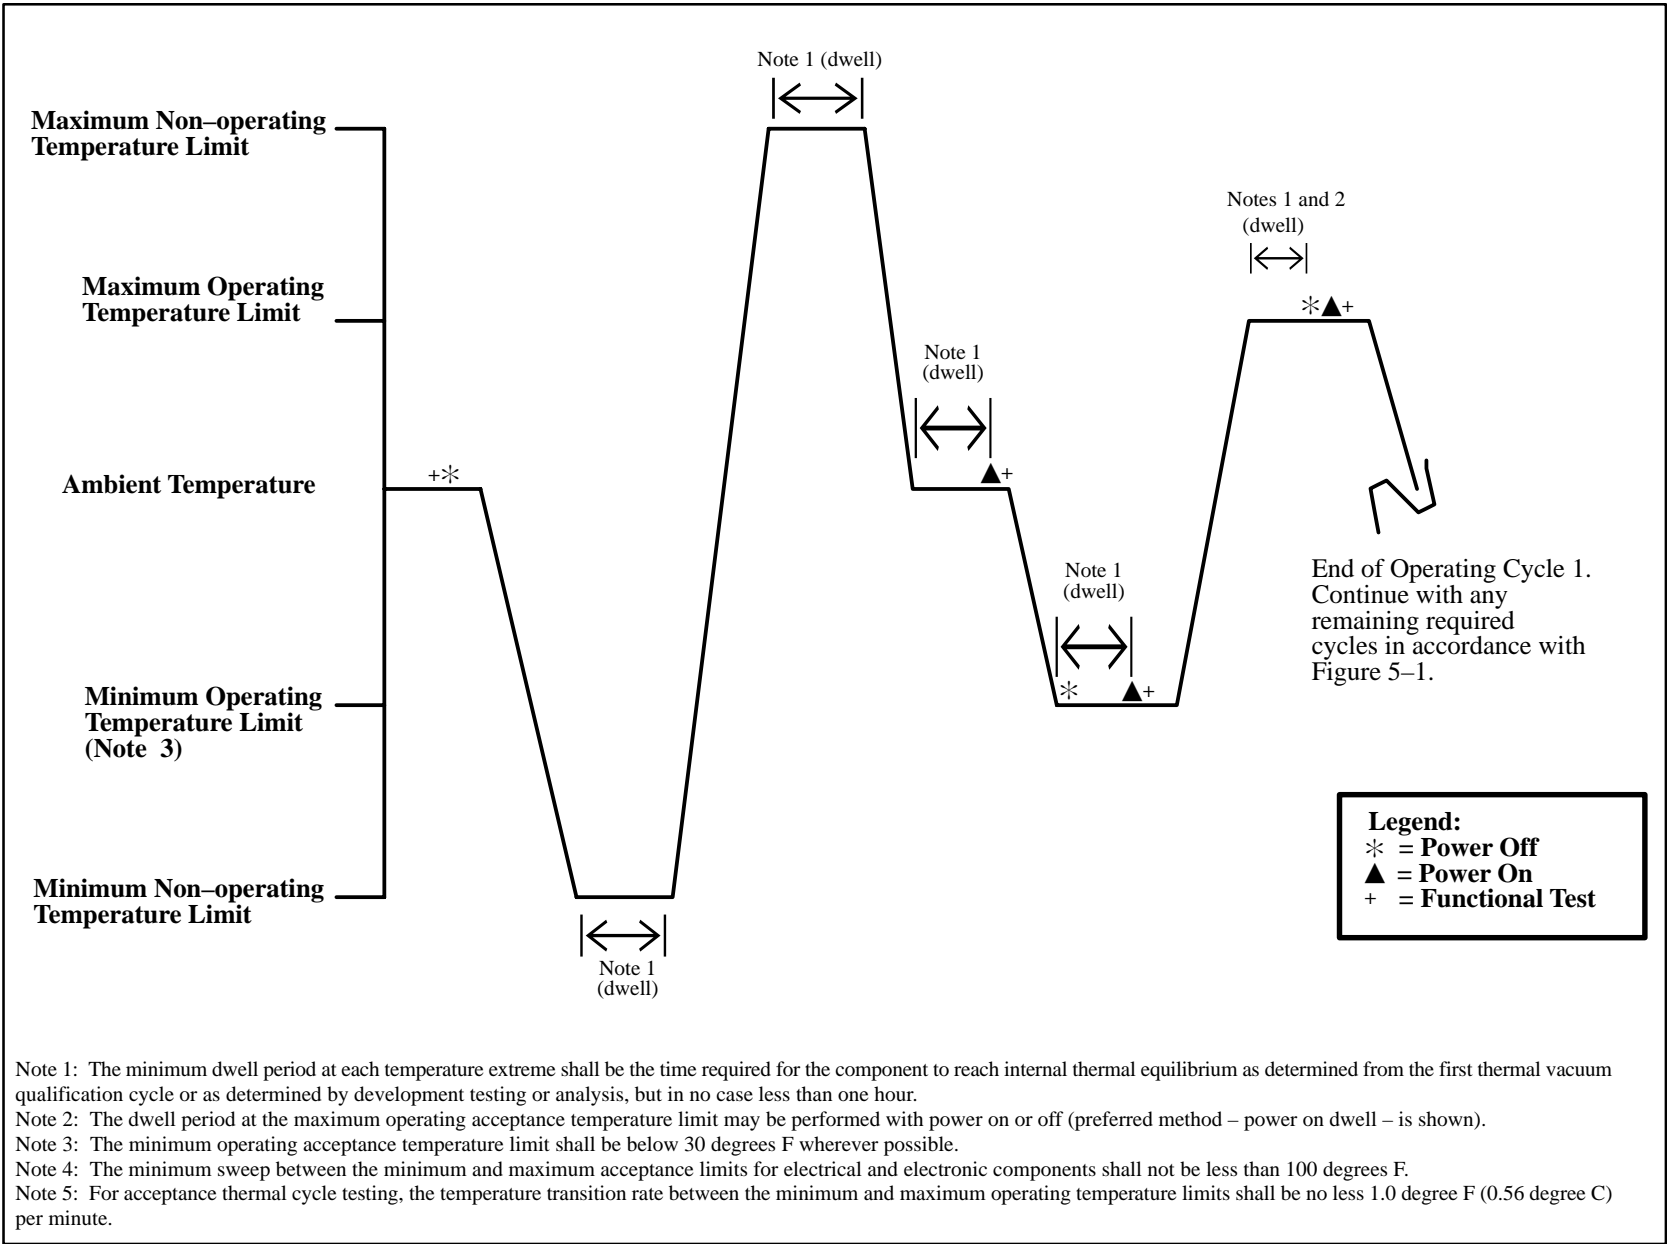 Note 1 (dwell)
Maximum Non–operating
Temperature Limit
Notes 1 and 2
(dwell)
Maximum Operating
Temperature Limit
*▲+
Note 1
(dwell)
Ambient Temperature
+*
▲+
Note 1
(dwell)
End of Operating Cycle 1.
Continue with any
remaining required
cycles in accordance with
Figure 5–1.
Minimum Operating
Temperature Limit
(Note 3)
*
▲+
Minimum Non–operating
Temperature Limit
Note 1
(dwell)
Legend:
* = Power Off
▲ = Power On
+ = Functional Test
Note 1: The minimum dwell period at each temperature extreme shall be the time required for the component to reach internal thermal equilibrium as determined from the first thermal vacuum
qualification cycle or as determined by development testing or analysis, but in no case less than one hour.
Note 2: The dwell period at the maximum operating acceptance temperature limit may be performed with power on or off (preferred method – power on dwell – is shown).
Note 3: The minimum operating acceptance temperature limit shall be below 30 degrees F wherever possible.
Note 4: The minimum sweep between the minimum and maximum acceptance limits for electrical and electronic components shall not be less than 100 degrees F.
Note 5: For acceptance thermal cycle testing, the temperature transition rate between the minimum and maximum operating temperature limits shall be no less 1.0 degree F (0.56 degree C)
per minute.